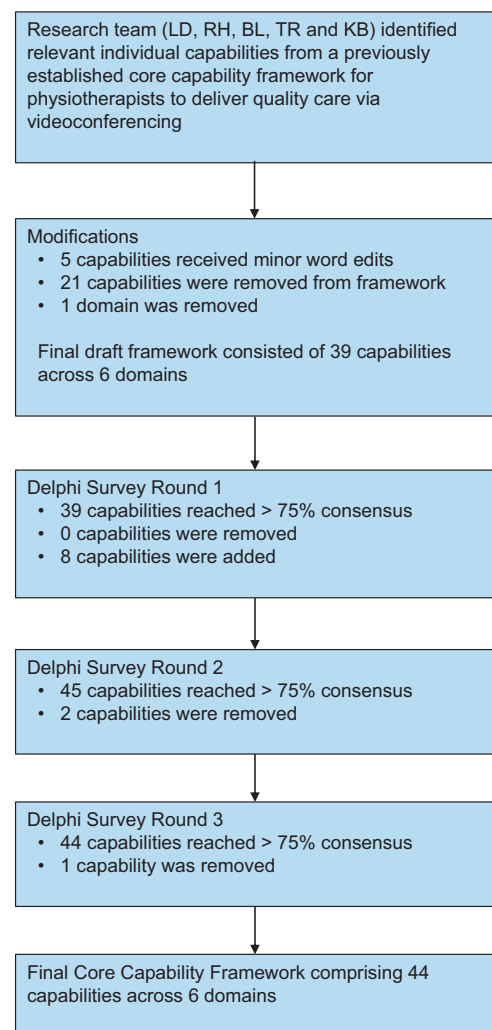 Research team (LD, RH, BL, TR and KB) identified
relevant individual capabilities from a previously
established core capability framework for
physiotherapists to deliver quality care via
videoconferencing
Modifications
• 5 capabilities received minor word edits
• 21 capabilities were removed from framework
• 1 domain was removed
Final draft framework consisted of 39 capabilities
across 6 domains
Delphi Survey Round 1
• 39 capabilities reached > 75% consensus
• 0 capabilities were removed
• 8 capabilities were added
Delphi Survey Round 2
• 45 capabilities reached > 75% consensus
• 2 capabilities were removed
Delphi Survey Round 3
• 44 capabilities reached > 75% consensus
• 1 capability was removed
Final Core Capability Framework comprising 44
capabilities across 6 domains